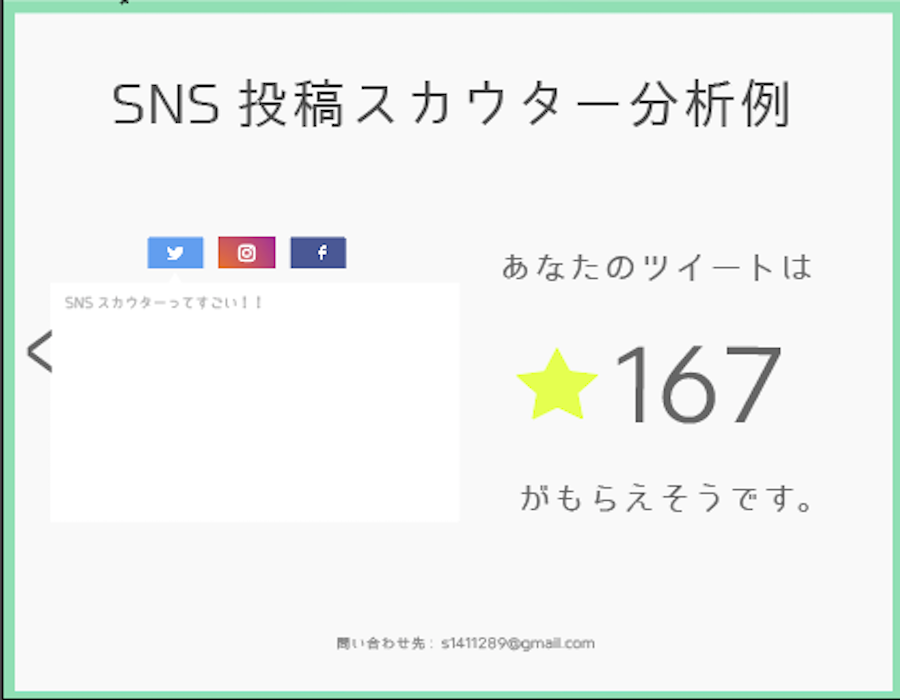 SNS 投稿スカウター分析例
SNS スカウターってすごい！！
<
あなたのツイートは
★167
がもらえそうです。
問い合わせ先： s1411289@gmail.com